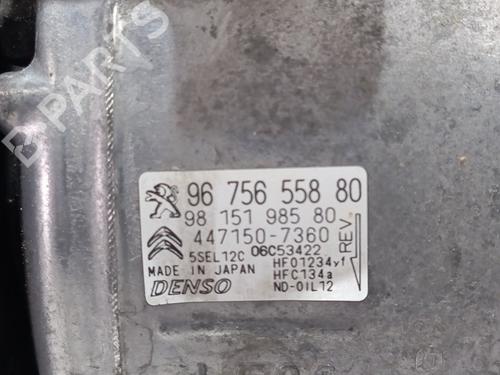 96 756 558 80
98 151 985 80
447150-7360 REV.
5SEL12C 06C53422 HFO1234yf
MADE IN JAPAN HFC134a
DENSO ND-OIL12